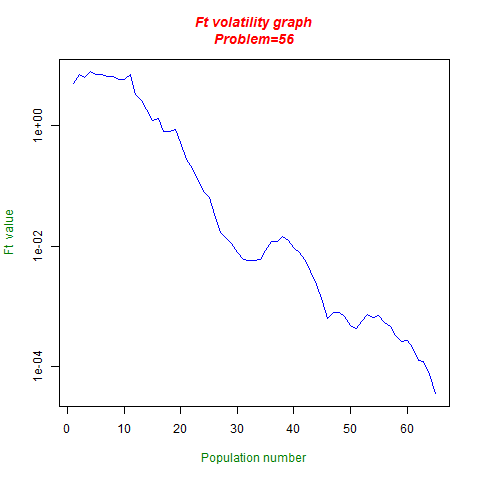 Ft volatility graph
Problem=56
1e+00
1e-02
1e-04
Ft value
0 10 20 30 40 50 60
Population number